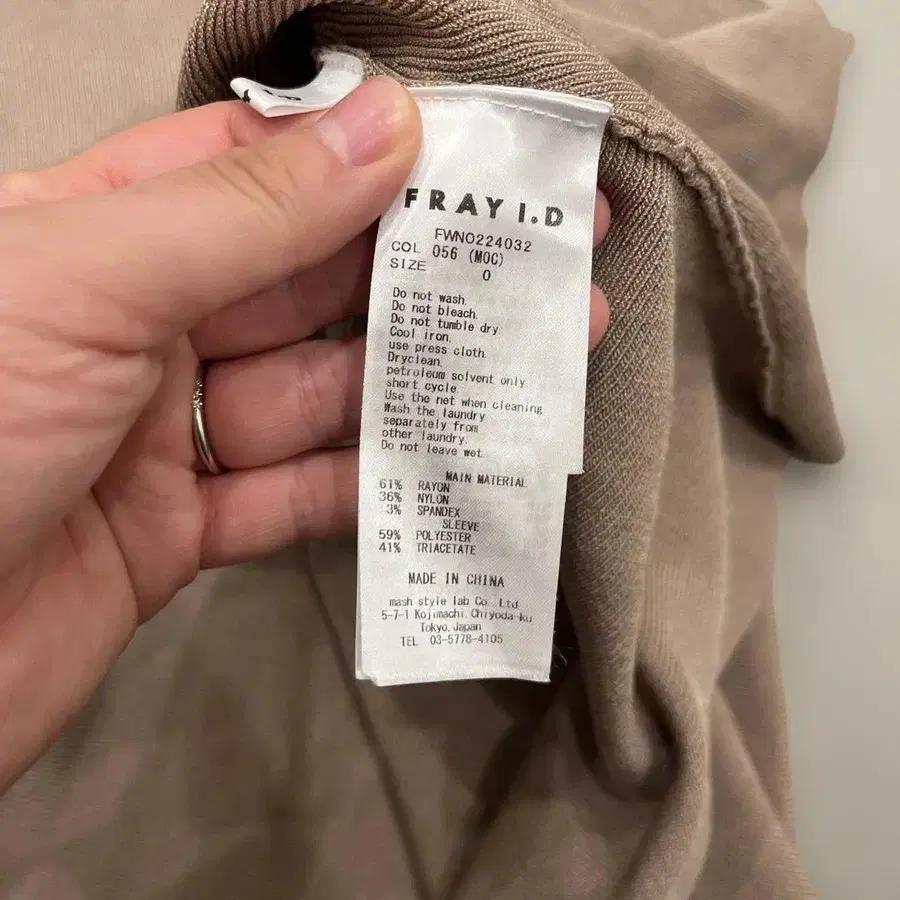 FRAY I.D
FWNO224032
COL 056 (MOC)
SIZE 0
Do not wash.
Do not bleach.
Do not tumble dry
Cool iron,
use press cloth.
Dryclean,
petroleum solvent only
short cycle.
Use the net when cleaning
Wash the laundry
separately from
other laundry.
Do not leave wet.
MAIN MATERIAL
61% RAYON
36% NYLON
3% SPANDEX
SLEEVE
59% POLYESTER
41% TRIACETATE
MADE IN CHINA
mash style lab Co. Ltd.
5-7-1 Kojimachi Chiyoda-ku
Tokyo, Japan
TEL 03-5778-4105